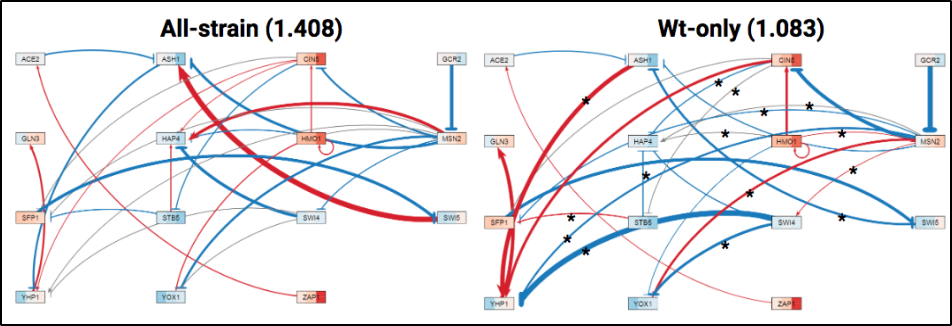 All-strain (1.408) Wt-only (1.083)
ACE2 ASH1 CIN5 GCR2 ACE2 ASH1 CIN5 GCR2
GLN3 HAP4 HMO1 MSN2 GLN3 HAP4 HMO1 MSN2
SFP1 STB5 SWI4 SWI5 SFP1 STB5 SWI4 SWI5
YHP1 YOX1 ZAP1 YHP1 YOX1 ZAP1